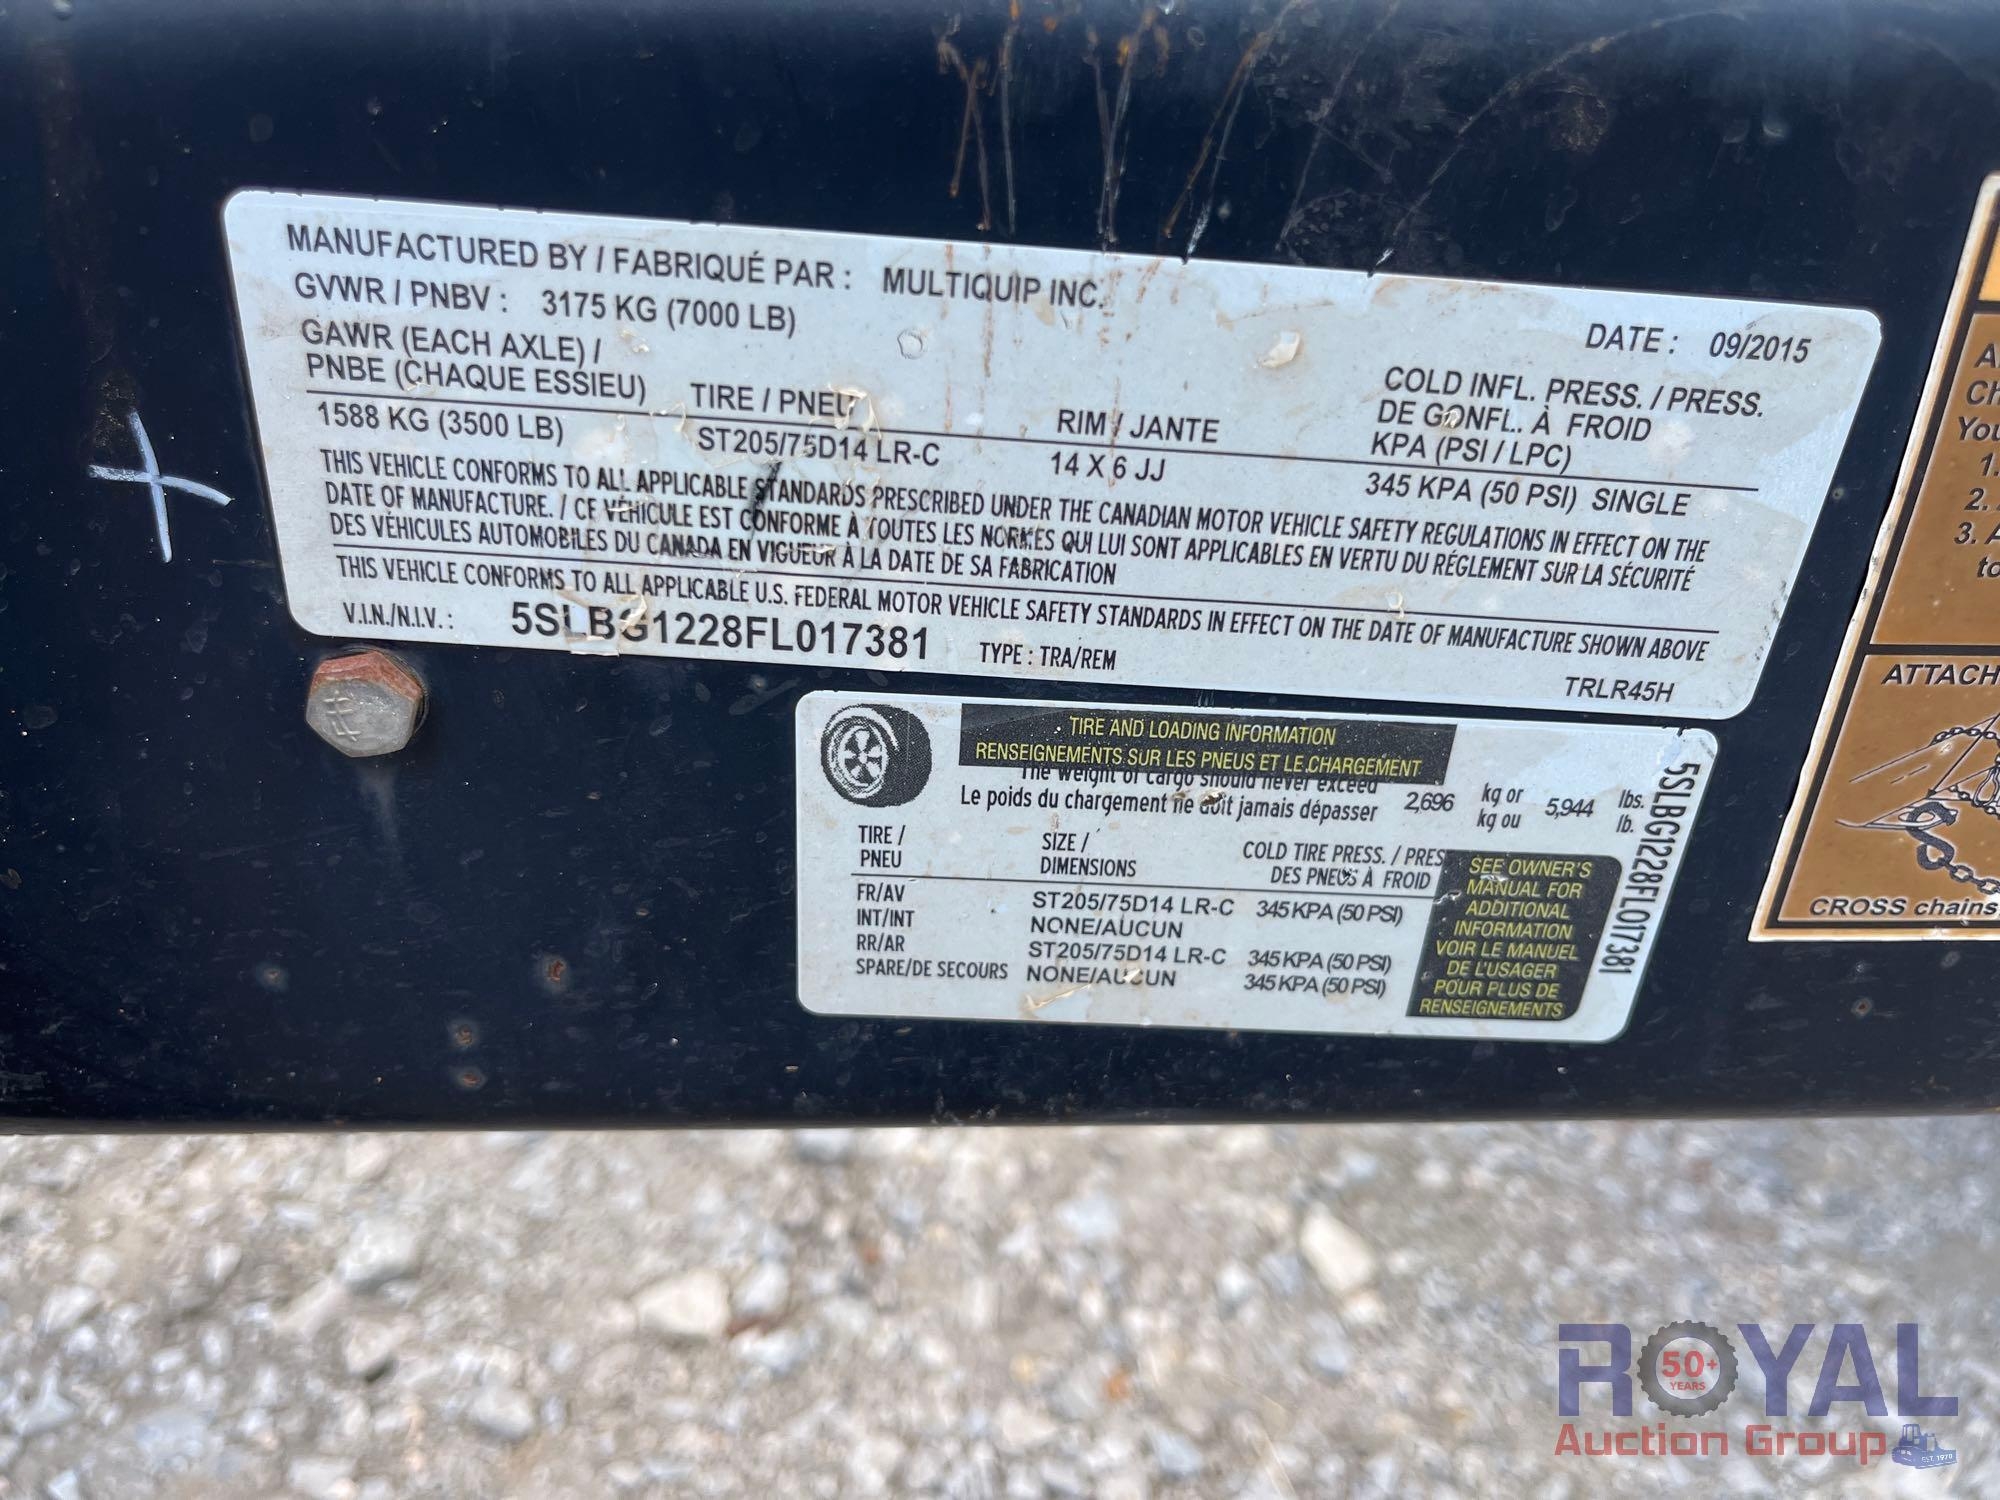 MANUFACTURED BY / FABRIQUÉ PAR : MULTIQUIP INC.
GVWR / PNBV : 3175 KG (7000 LB)
DATE : 09/2015
GAWR (EACH AXLE) /
PNBE (CHAQUE ESSIEU) TIRE / PNEU RIM / JANTE
COLD INFL. PRESS. / PRESS.
DE GONFL. À FROID
KPA (PSI / LPC)
1588 KG (3500 LB) ST205/75D14 LR-C 14 X 6 JJ 345 KPA (50 PSI) SINGLE
THIS VEHICLE CONFORMS TO ALL APPLICABLE STANDARDS PRESCRIBED UNDER THE CANADIAN MOTOR VEHICLE SAFETY REGULATIONS IN EFFECT ON THE
DATE OF MANUFACTURE. / CE VÉHICULE EST CONFORME À TOUTES LES NORMES QUI LUI SONT APPLICABLES EN VERTU DU RÉGLEMENT SUR LA SÉCURITÉ
DES VÉHICULES AUTOMOBILES DU CANADA EN VIGUEUR À LA DATE DE SA FABRICATION
THIS VEHICLE CONFORMS TO ALL APPLICABLE U.S. FEDERAL MOTOR VEHICLE SAFETY STANDARDS IN EFFECT ON THE DATE OF MANUFACTURE SHOWN ABOVE
V.I.N./N.I.V. : 5SLBG1228FL017381 TYPE : TRA/REM
TRLR45H
TIRE AND LOADING INFORMATION
RENSEIGNEMENTS SUR LES PNEUS ET LE CHARGEMENT
The weight of cargo should never exceed
Le poids du chargement ne doit jamais dépasser
2,696 kg or 5,944 lbs.
kg ou lb.
TIRE / SIZE / COLD TIRE PRESS. / PRES
PNEU DIMENSIONS DES PNEUS À FROID
FR/AV ST205/75D14 LR-C 345 KPA (50 PSI)
INT/INT NONE/AUCUN
RR/AR ST205/75D14 LR-C 345 KPA (50 PSI)
SPARE/DE SECOURS NONE/AUCUN 345 KPA (50 PSI)
SEE OWNER'S
MANUAL FOR
ADDITIONAL
INFORMATION
VOIR LE MANUEL
DE L'USAGER
POUR PLUS DE
RENSEIGNEMENTS
5SLBG1228FL017381
1.
2.
3.
ATTACH
CROSS chains,
ROYAL
50+
YEARS
Auction Group
EST. 1970